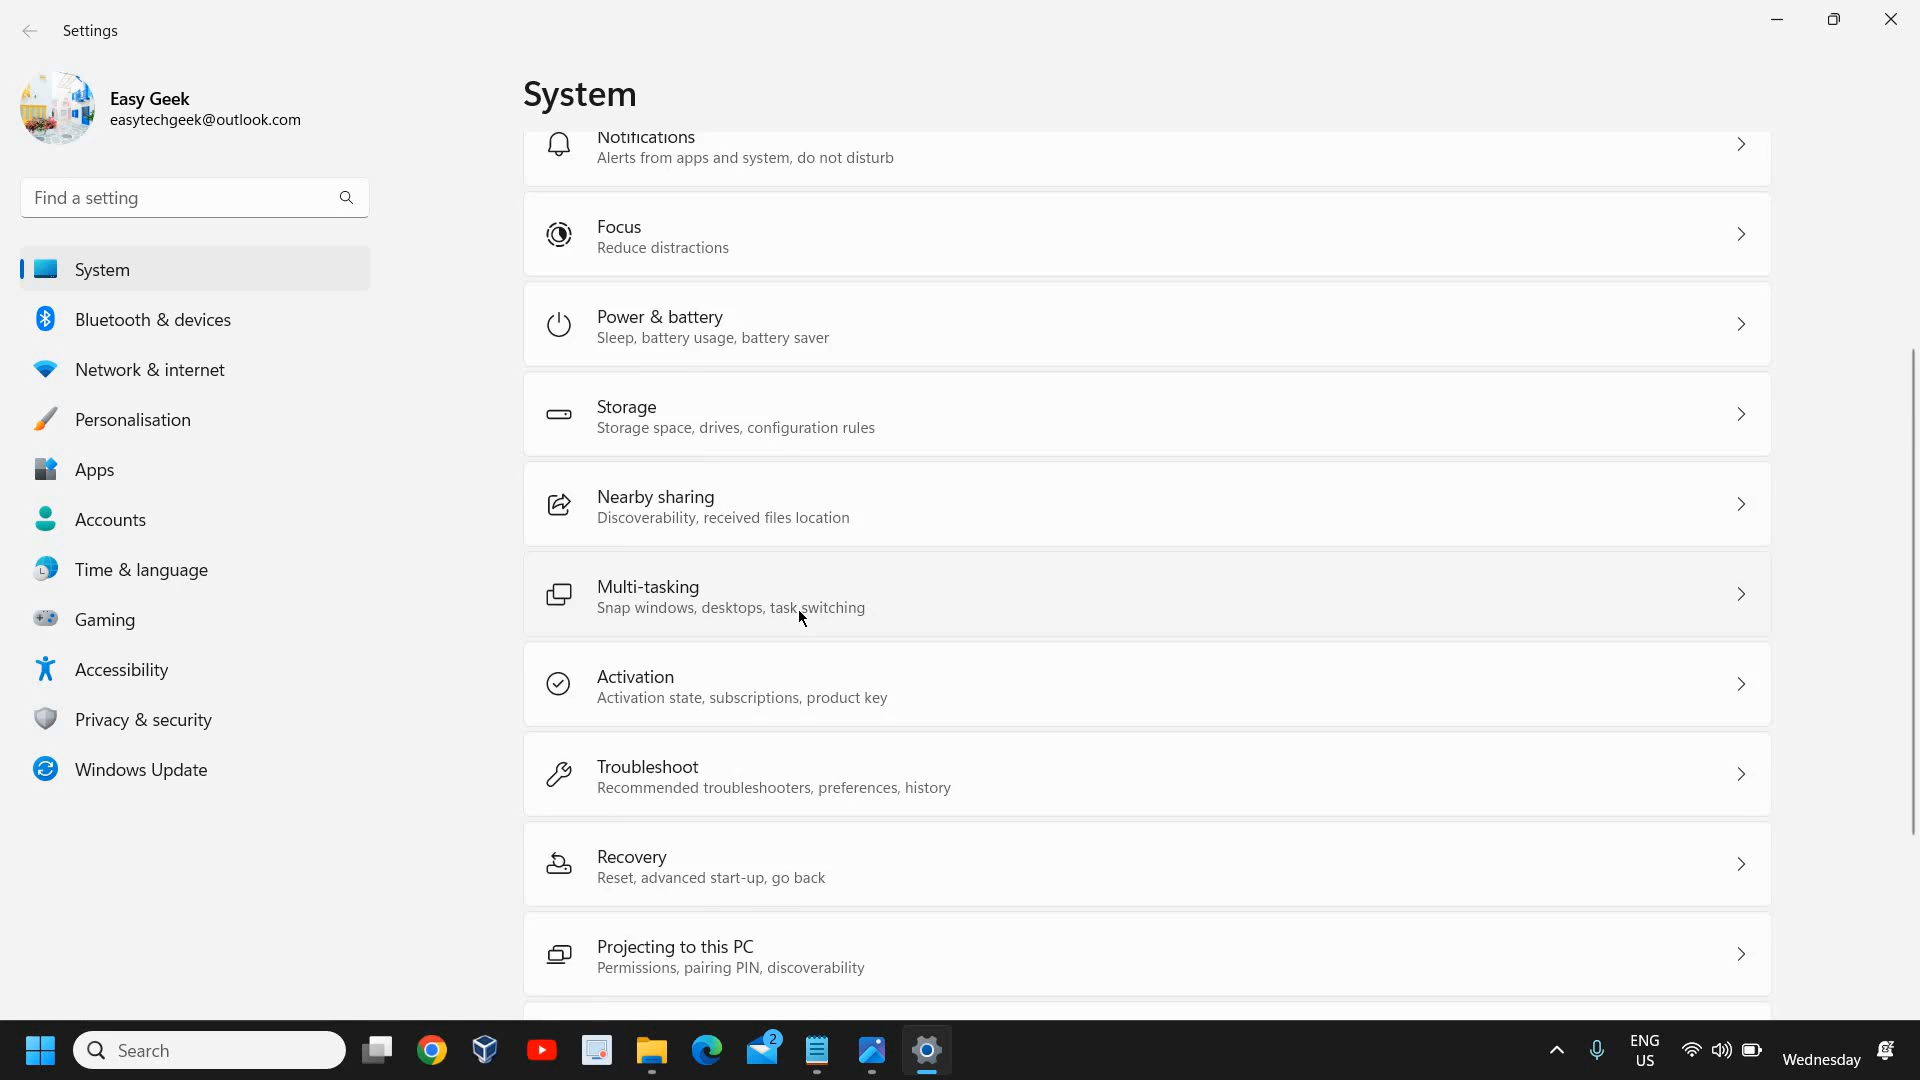 Settings
Easy Geek
easytechgeek@outlook.com
Find a setting
System
Bluetooth & devices
Network & internet
Personalisation
Apps
Accounts
Time & language
Gaming
Accessibility
Privacy & security
Windows Update
System
Notifications
Alerts from apps and system, do not disturb
Focus
Reduce distractions
Power & battery
Sleep, battery usage, battery saver
Storage
Storage space, drives, configuration rules
Nearby sharing
Discoverability, received files location
Multi-tasking
Snap windows, desktops, task switching
Activation
Activation state, subscriptions, product key
Troubleshoot
Recommended troubleshooters, preferences, history
Recovery
Reset, advanced start-up, go back
Projecting to this PC
Permissions, pairing PIN, discoverability
Search
2
ENG
US
Wednesday